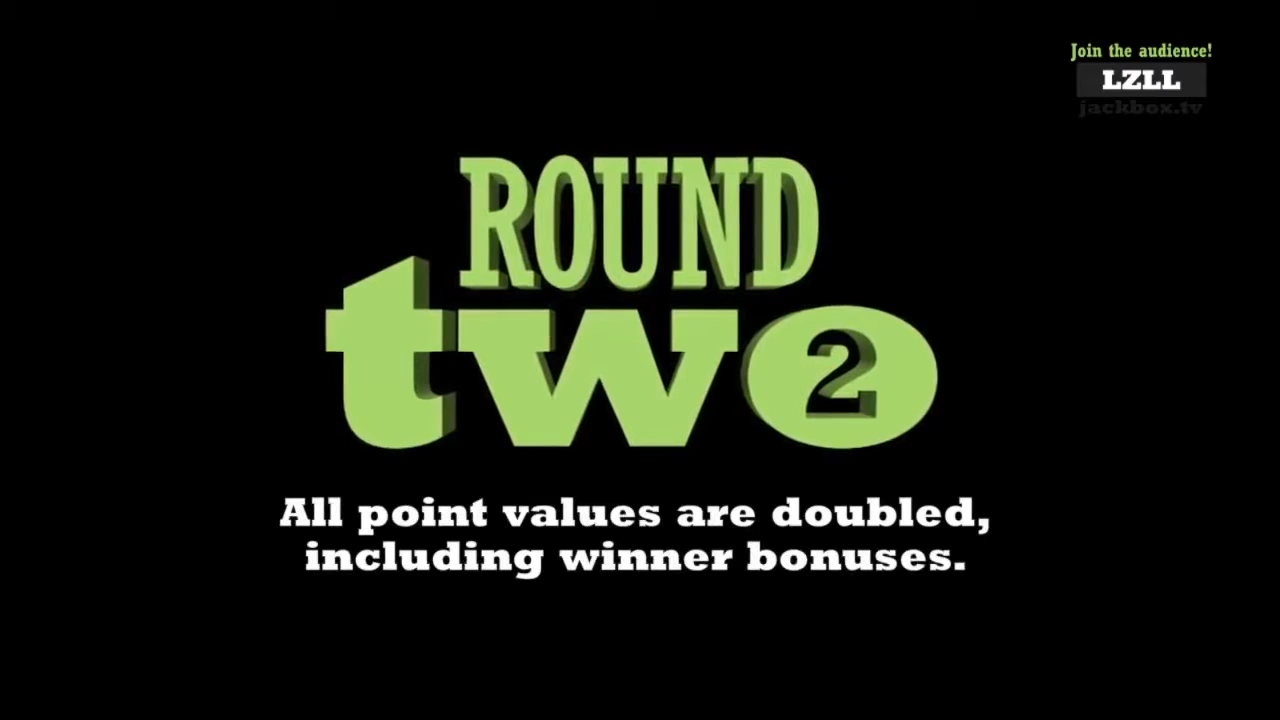 Join the audience!
LZLL
jackbox.tv
ROUND
two
2
All point values are doubled,
including winner bonuses.